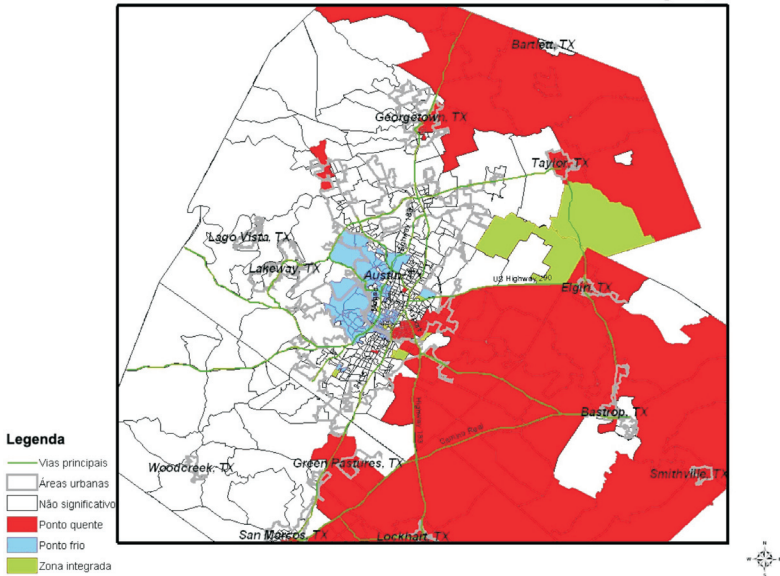 Bartlett, TX
Georgetown, TX
Taylor, TX
Lago Vista, TX
Lakeway, TX
Austin
US Highway 290
Elgin, TX
Bastrop, TX
Smithville, TX
Woodcreek, TX
Green Pastures, TX
San Marcos, TX
Lockhart, TX
Legenda
Vias principais
Áreas urbanas
Não significativo
Ponto quente
Ponto frio
Zona integrada
N